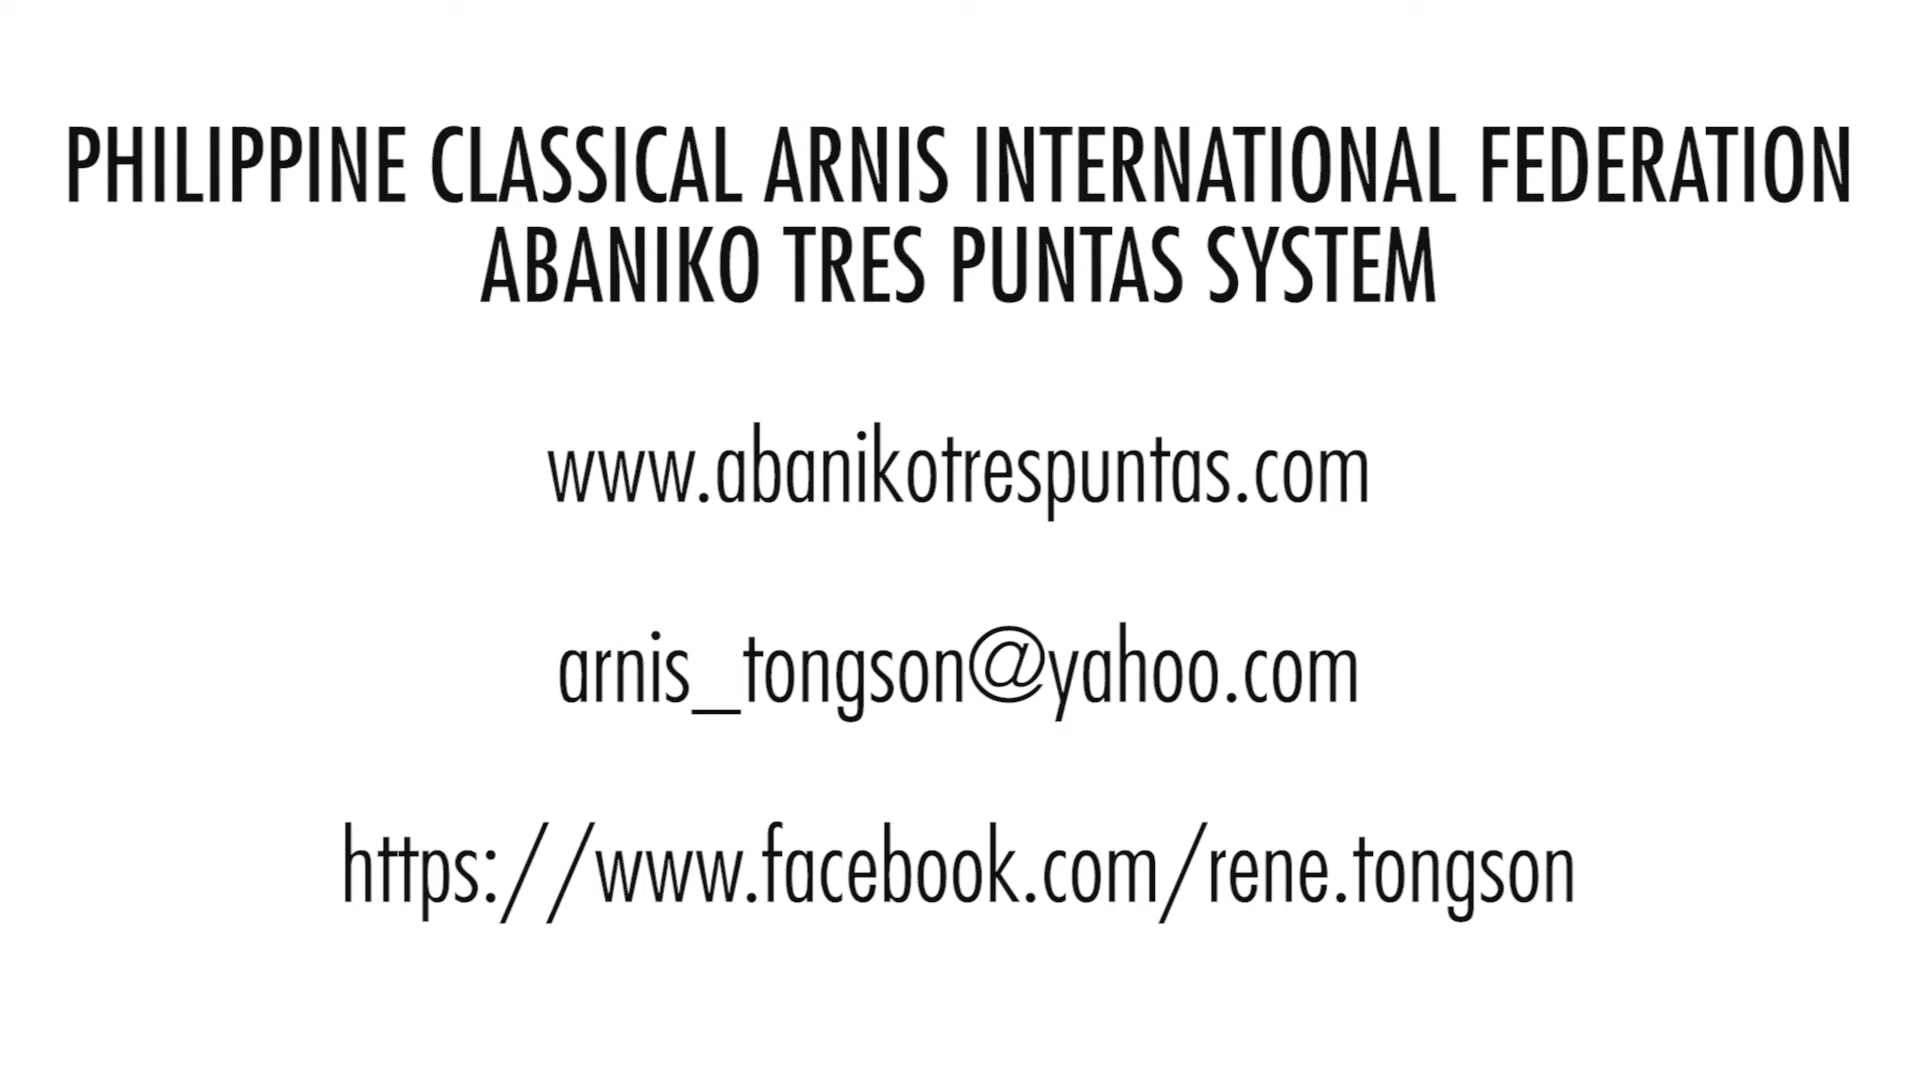 PHILIPPINE CLASSICAL ARNIS INTERNATIONAL FEDERATION
ABANIKO TRES PUNTAS SYSTEM
www.abanikotrespuntas.com
arnis_tongson@yahoo.com
https://www.facebook.com/rene.tongson